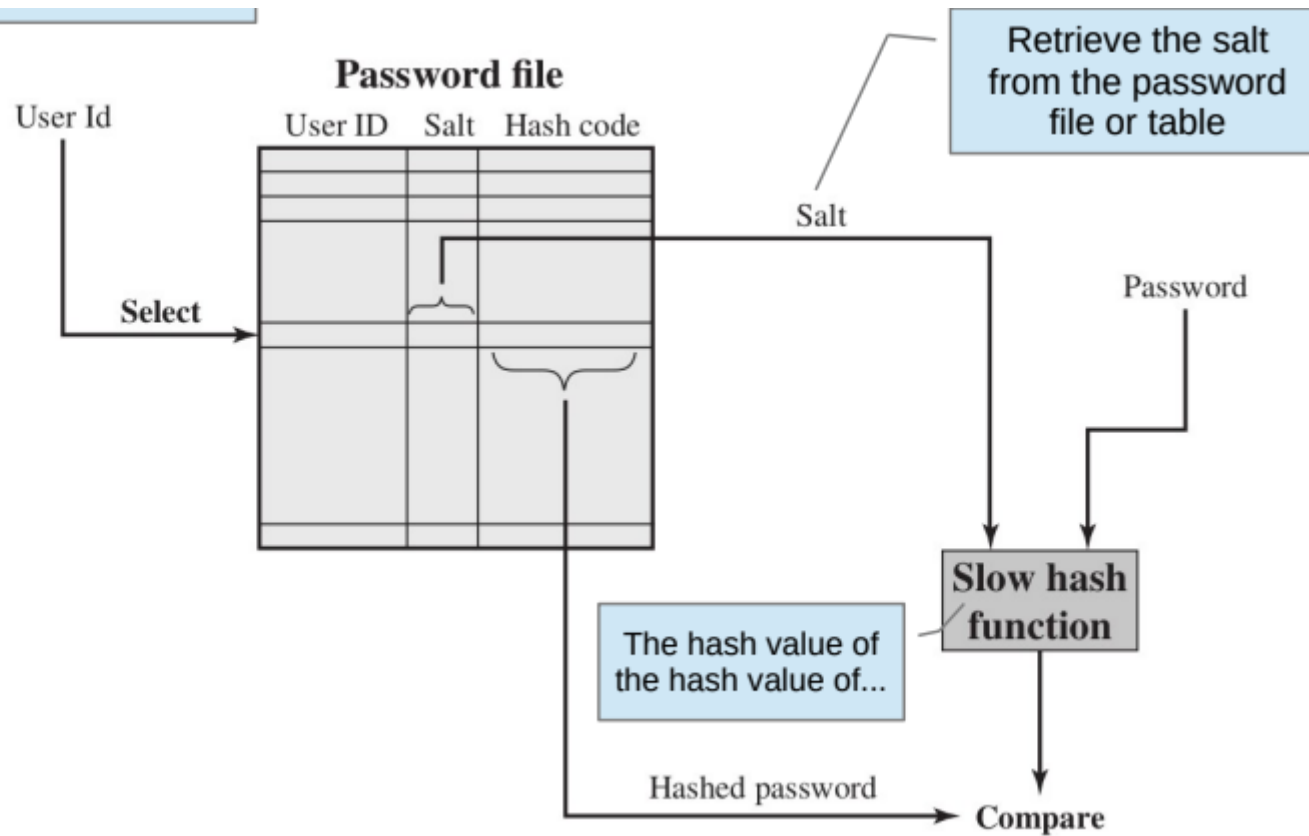 Retrieve the salt
from the password
file or table
Password file
User Id
User ID Salt Hash code
Salt
Password
Select
Slow hash
function
The hash value of
the hash value of...
Hashed password
Compare